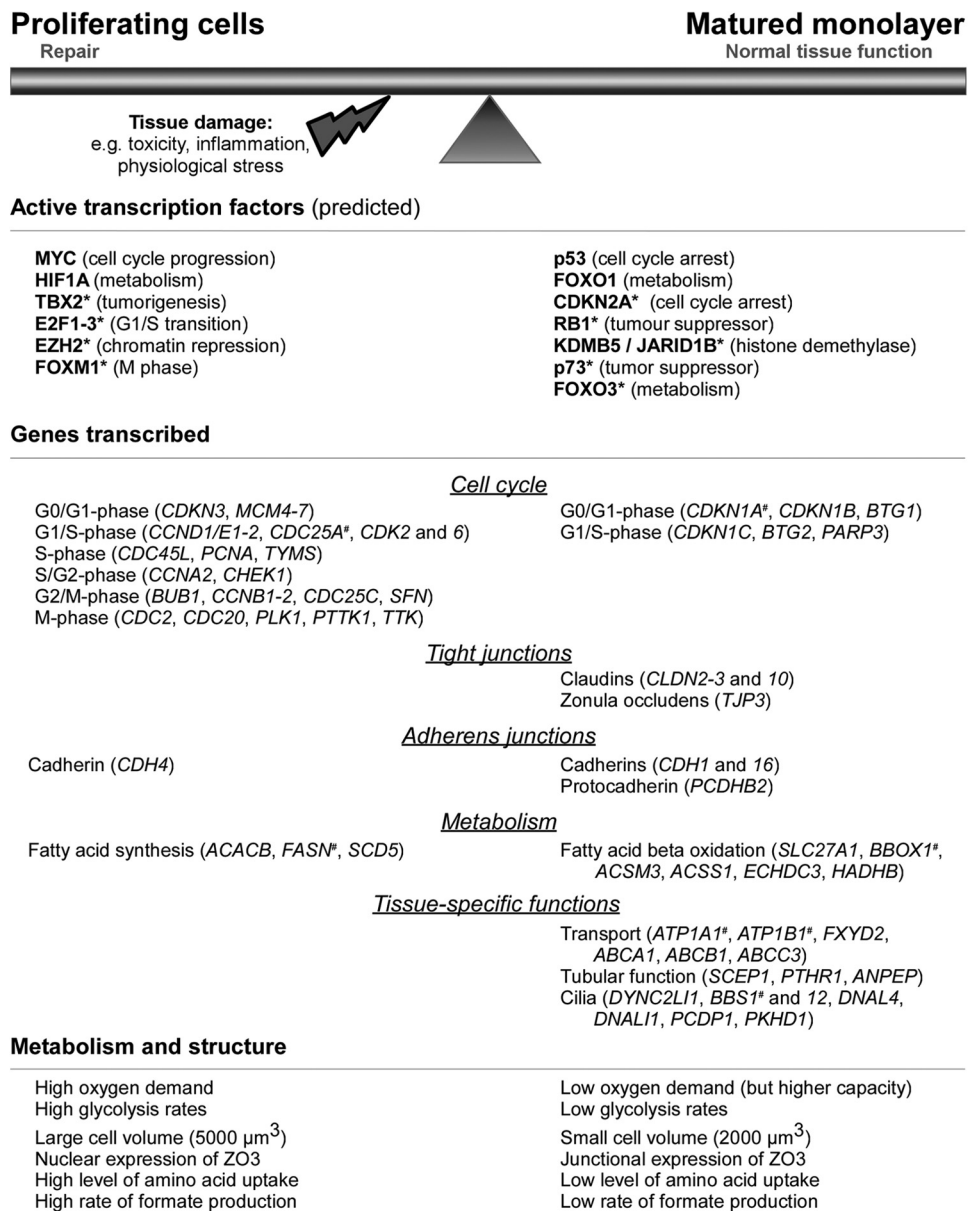 Proliferating cells
Matured monolayer
Repair
Normal tissue function
Tissue damage:
e.g. toxicity, inflammation,
physiological stress
Active transcription factors (predicted)
MYC (cell cycle progression)
HIF1A (metabolism)
TBX2* (tumorigenesis)
E2F1-3* (G1/S transition)
EZH2* (chromatin repression)
FOXM1* (M phase)
p53 (cell cycle arrest)
FOXO1 (metabolism)
CDKN2A* (cell cycle arrest)
RB1* (tumour suppressor)
KDMB5 / JARID1B* (histone demethylase)
p73* (tumor suppressor)
FOXO3* (metabolism)
Genes transcribed
Cell cycle
G0/G1-phase (CDKN3, MCM4-7)
G1/S-phase (CCND1/E1-2, CDC25A#, CDK2 and 6)
S-phase (CDC45L, PCNA, TYMS)
S/G2-phase (CCNA2, CHEK1)
G2/M-phase (BUB1, CCNB1-2, CDC25C, SFN)
M-phase (CDC2, CDC20, PLK1, PTTK1, TTK)
G0/G1-phase (CDKN1A#, CDKN1B, BTG1)
G1/S-phase (CDKN1C, BTG2, PARP3)
Tight junctions
Claudins (CLDN2-3 and 10)
Zonula occludens (TJP3)
Adherens junctions
Cadherin (CDH4)
Cadherins (CDH1 and 16)
Protocadherin (PCDHB2)
Metabolism
Fatty acid synthesis (ACACB, FASN#, SCD5)
Fatty acid beta oxidation (SLC27A1, BBOX1#,
ACSM3, ACSS1, ECHDC3, HADHB)
Tissue-specific functions
Transport (ATP1A1#, ATP1B1#, FXYD2,
ABCA1, ABCB1, ABCC3)
Tubular function (SCEP1, PTHR1, ANPEP)
Cilia (DYNC2LI1, BBS1# and 12, DNAL4,
DNALI1, PCDP1, PKHD1)
Metabolism and structure
High oxygen demand
High glycolysis rates
Large cell volume (5000 µm³)
Nuclear expression of ZO3
High level of amino acid uptake
High rate of formate production
Low oxygen demand (but higher capacity)
Low glycolysis rates
Small cell volume (2000 µm³)
Junctional expression of ZO3
Low level of amino acid uptake
Low rate of formate production